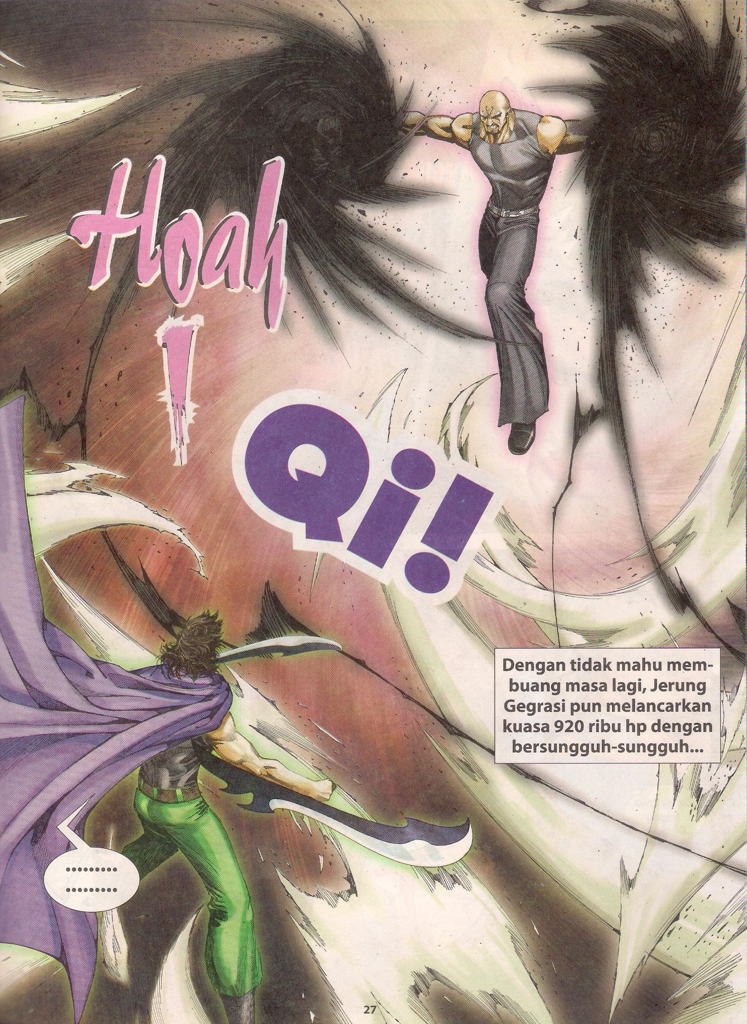 Hoah
!
Qi!
Dengan tidak mahu mem-
buang masa lagi, Jerung
Gegrasi pun melancarkan
kuasa 920 ribu hp dengan
bersungguh-sungguh...
.........
.........
27